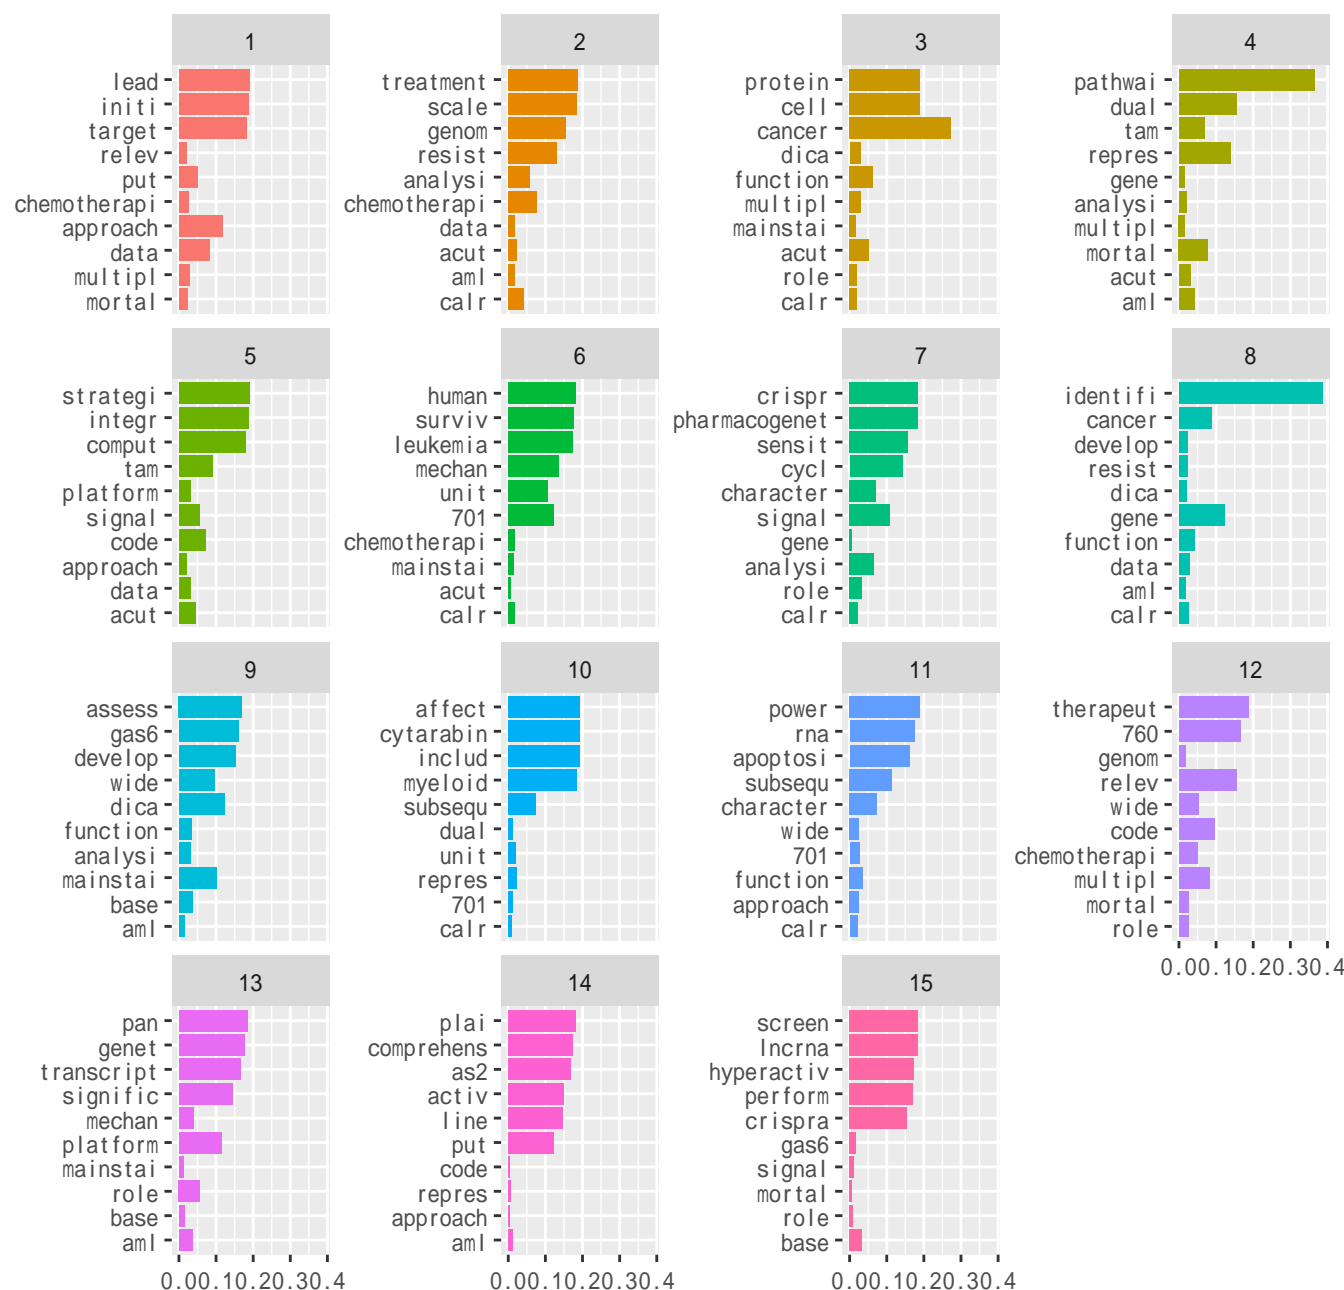 1
lead
initi
target
relev
put
chemotherapi
approach
data
multipl
mortal
2
treatment
scale
genom
resist
analysi
chemotherapi
data
acut
aml
calr
3
protein
cell
cancer
dica
function
multipl
mainstai
acut
role
calr
4
pathwai
dual
tam
repres
gene
analysi
multipl
mortal
acut
aml
5
strategi
integr
comput
tam
platform
signal
code
approach
data
acut
6
human
surviv
leukemia
mechan
unit
701
chemotherapi
mainstai
acut
calr
7
crispr
pharmacogenet
sensit
cycl
character
signal
gene
analysi
role
calr
8
identifi
cancer
develop
resist
dica
gene
function
data
aml
calr
9
assess
gas6
develop
wide
dica
function
analysi
mainstai
base
aml
10
affect
cytarabin
includ
myeloid
subsequ
dual
unit
repres
701
calr
11
power
rna
apoptosi
subsequ
character
wide
701
function
approach
calr
12
therapeut
760
genom
relev
wide
code
chemotherapi
multipl
mortal
role
0.0 0.1 0.2 0.3 0.4
13
pan
genet
transcript
signific
mechan
platform
mainstai
role
base
aml
0.0 0.1 0.2 0.3 0.4
14
plai
comprehens
as2
activ
line
put
code
repres
approach
aml
0.0 0.1 0.2 0.3 0.4
15
screen
lncrna
hyperactiv
perform
crispra
gas6
signal
mortal
role
base
0.0 0.1 0.2 0.3 0.4